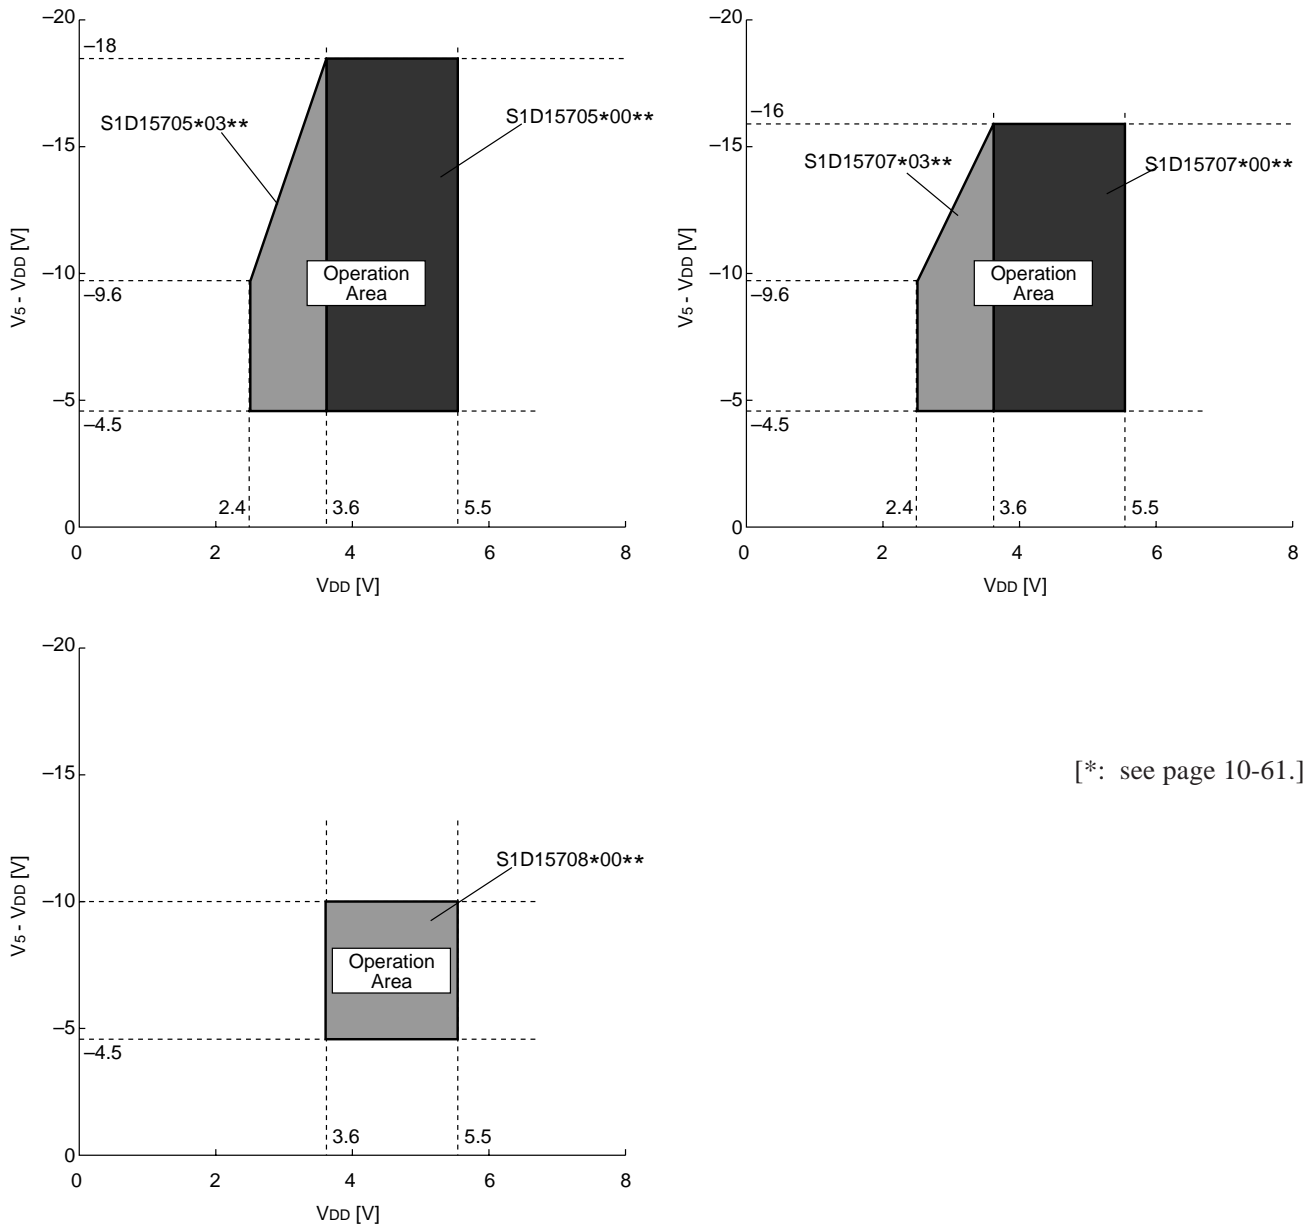 –20
–18
–15
–10
–9.6
–5
–4.5
0
V5 - VDD [V]
S1D15705*03**
S1D15705*00**
Operation
Area
2.4
3.6
5.5
0
2
4
6
8
VDD [V]
–20
–16
–15
–10
–9.6
–5
–4.5
0
V5 - VDD [V]
S1D15707*03**
S1D15707*00**
Operation
Area
2.4
3.6
5.5
0
2
4
6
8
VDD [V]
–20
–15
–10
–5
–4.5
0
V5 - VDD [V]
S1D15708*00**
Operation
Area
3.6
5.5
0
2
4
6
8
VDD [V]
[*: see page 10-61.]